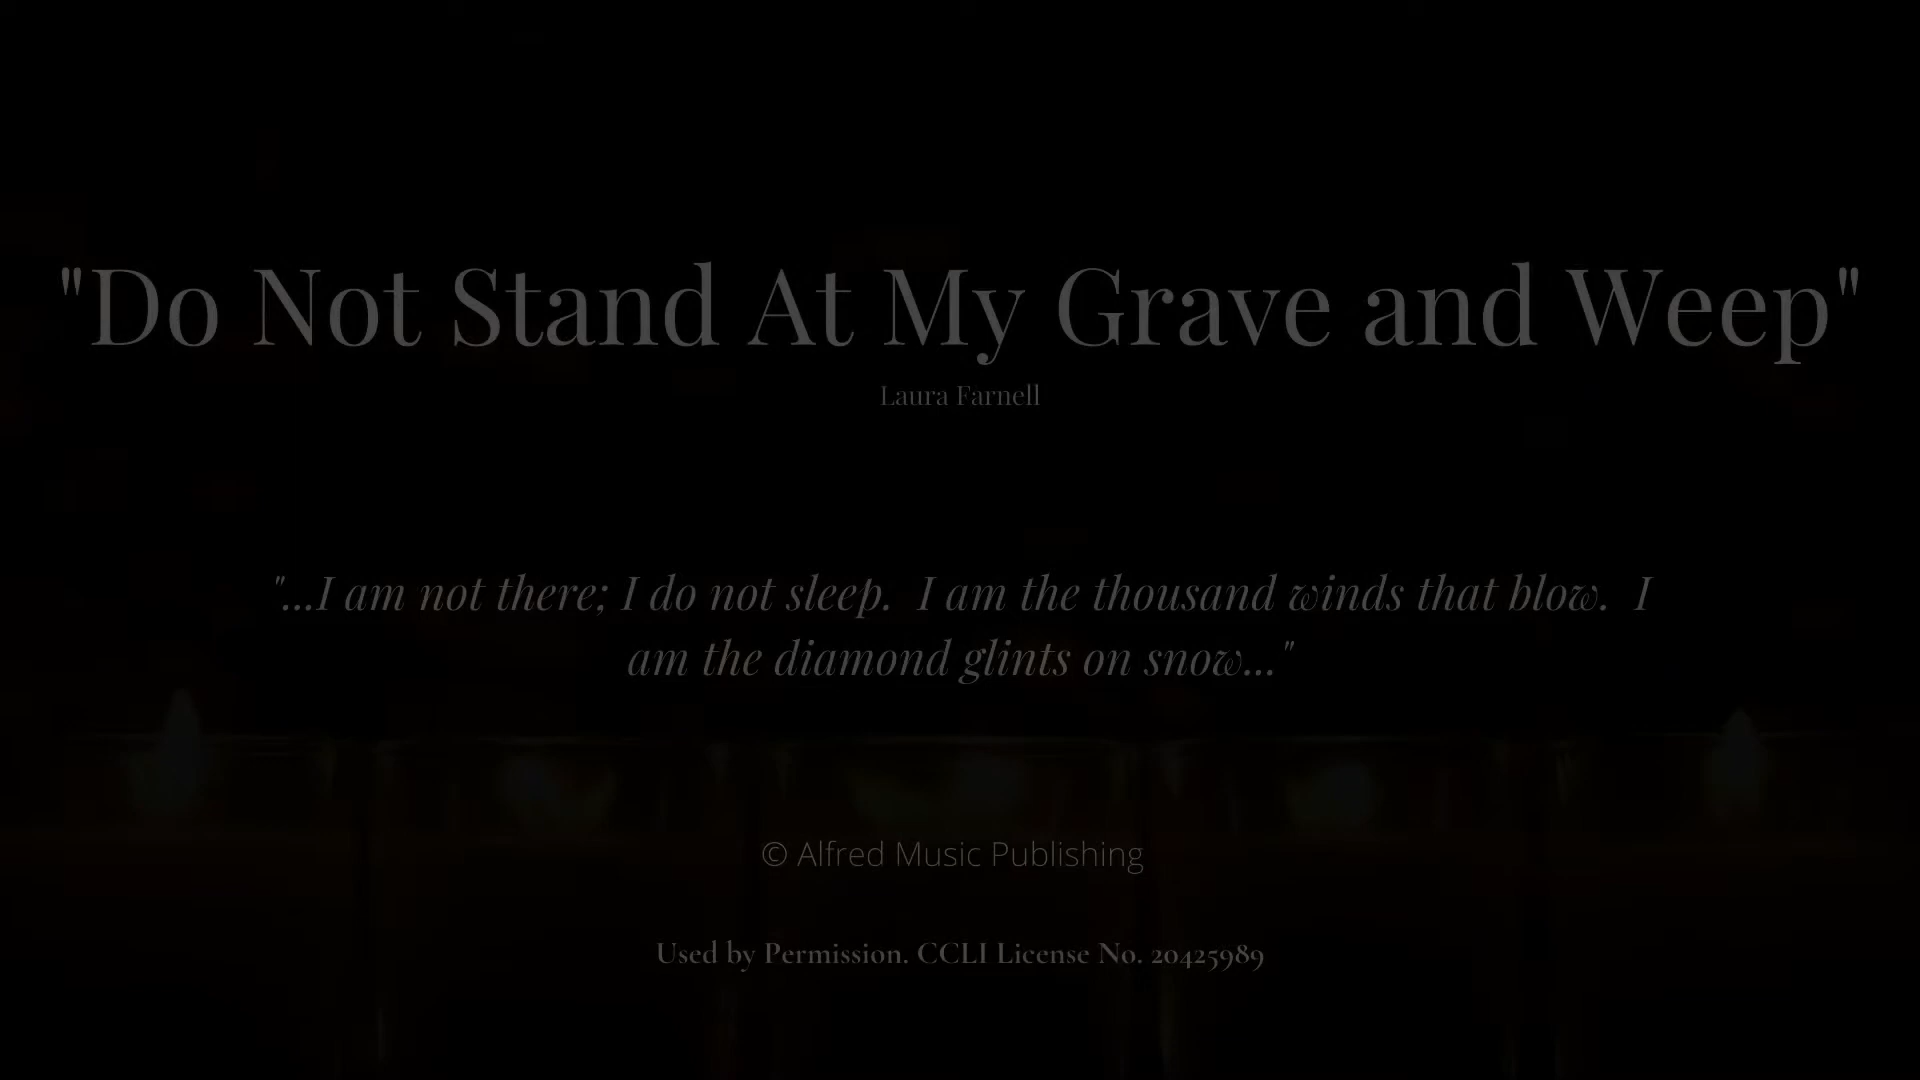 "Do Not Stand At My Grave and Weep"
Laura Farnell
"...I am not there; I do not sleep.  I am the thousand winds that blow.  I
am the diamond glints on snow..."
© Alfred Music Publishing
Used by Permission. CCLI License No. 20425989